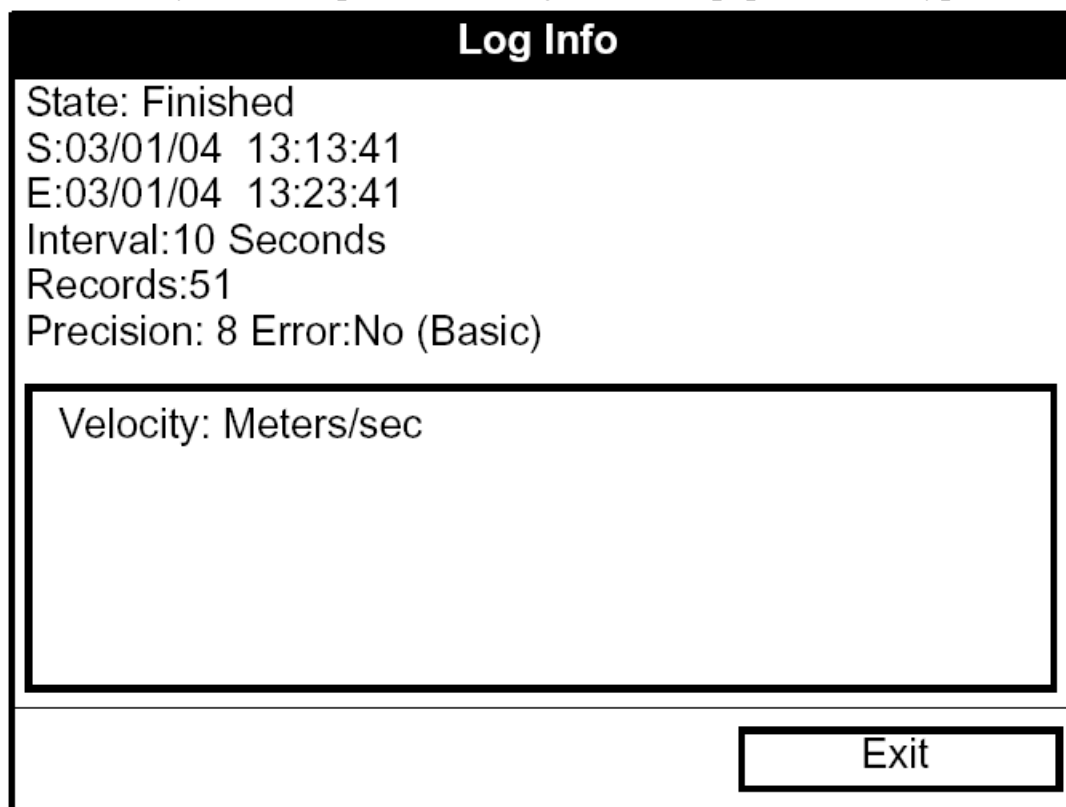 Log Info
State: Finished
S:03/01/04 13:13:41
E:03/01/04 13:23:41
Interval:10 Seconds
Records:51
Precision: 8 Error:No (Basic)
Velocity: Meters/sec
Exit